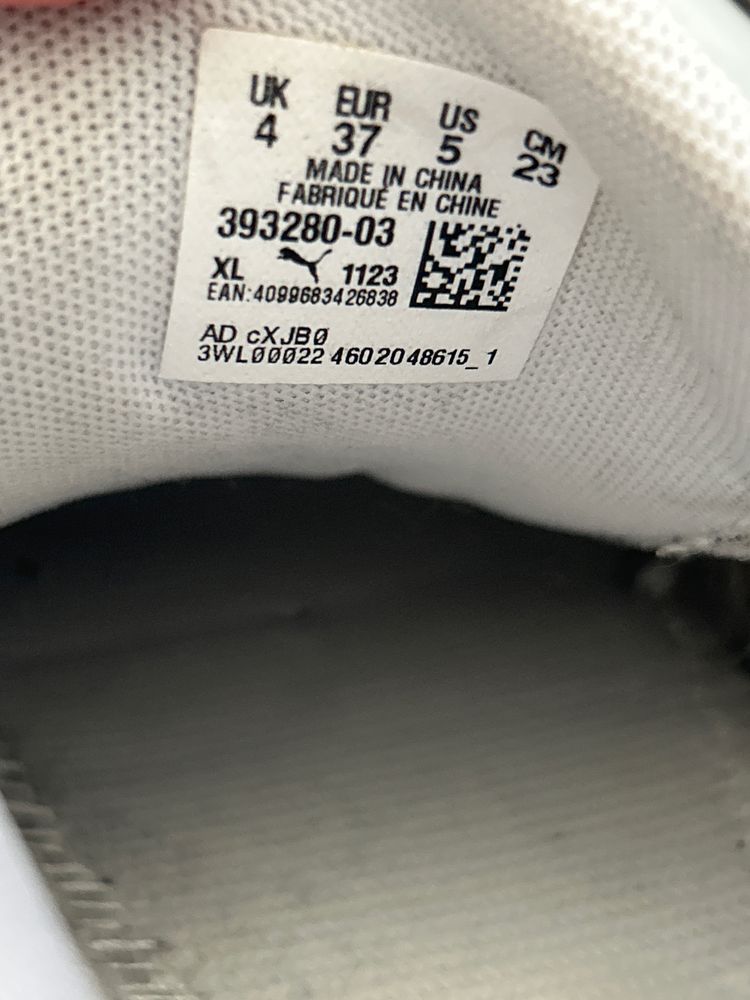 UK EUR US CM
4 37 5 23
MADE IN CHINA
FABRIQUÉ EN CHINE
393280-03
XL 1123
EAN:4099683426838
AD cXJB0
3WL00022 4602048615_1